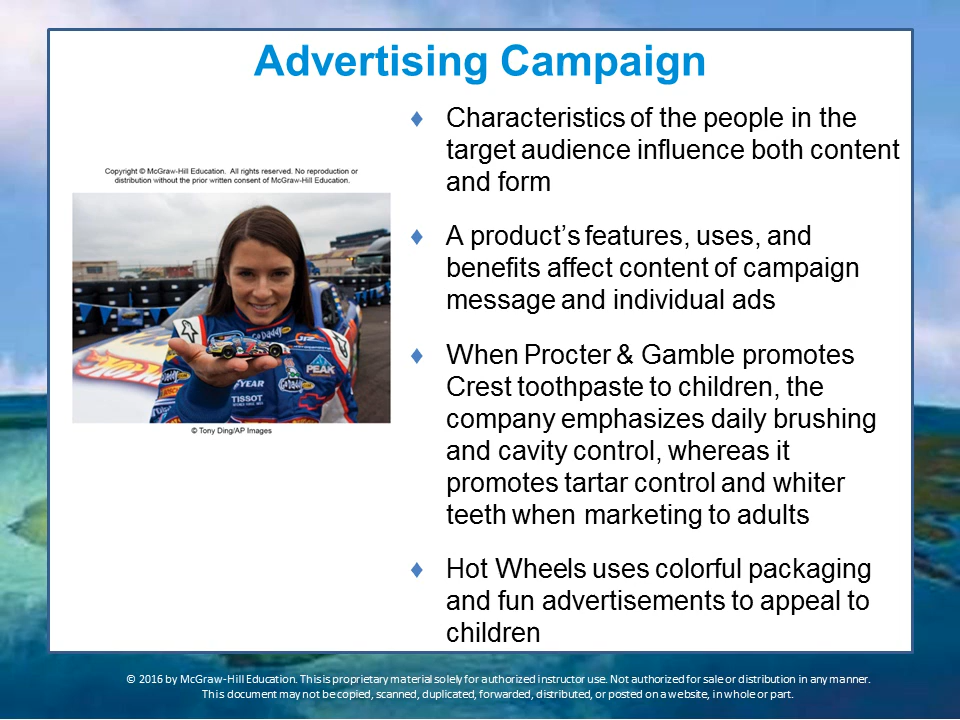 Advertising Campaign
♦ Characteristics of the people in the
target audience influence both content
and form
♦ A product’s features, uses, and
benefits affect content of campaign
message and individual ads
♦ When Procter & Gamble promotes
Crest toothpaste to children, the
company emphasizes daily brushing
and cavity control, whereas it
promotes tartar control and whiter
teeth when marketing to adults
♦ Hot Wheels uses colorful packaging
and fun advertisements to appeal to
children
Copyright © McGraw-Hill Education. All rights reserved. No reproduction or
distribution without the prior written consent of McGraw-Hill Education.
GoDaddy
PEAK
GoDaddy
TISSOT
© Tony Ding/AP Images
© 2016 by McGraw-Hill Education. This is proprietary material solely for authorized instructor use. Not authorized for sale or distribution in any manner.
This document may not be copied, scanned, duplicated, forwarded, distributed, or posted on a website, in whole or part.